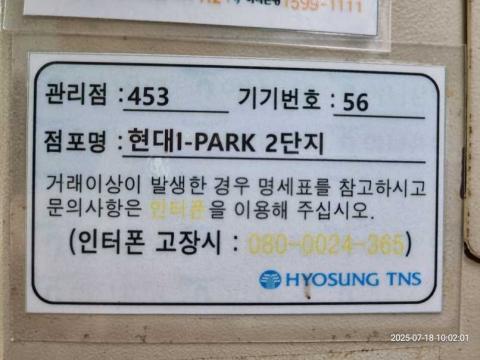 1599-1111
관리점 : 453 기기번호 : 56
점포명 : 현대I-PARK 2단지
거래이상이 발생한 경우 명세표를 참고하시고
문의사항은 인터폰을 이용해 주십시오.
(인터폰 고장시 : 080-0024-365)
HYOSUNG TNS
2025-07-18 10:02:01